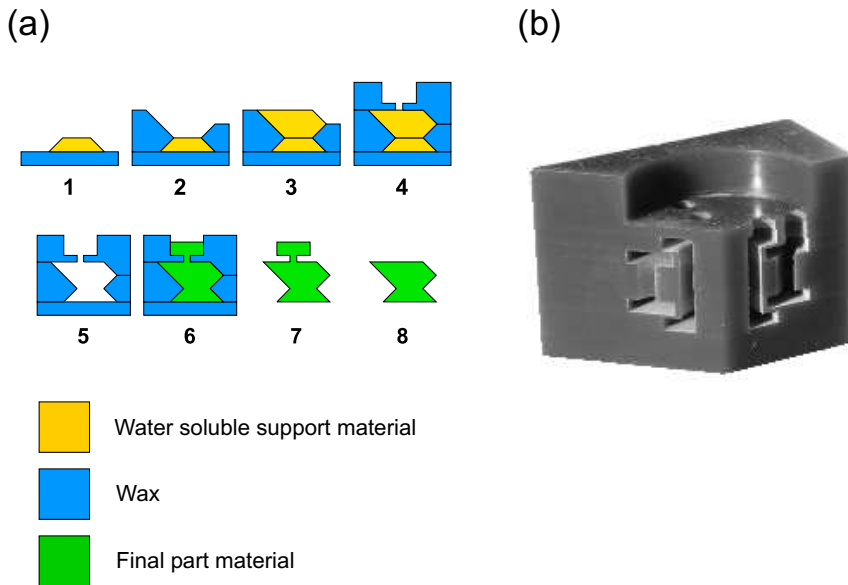 (a)
(b)
1 2 3 4
5 6 7 8
Water soluble support material
Wax
Final part material